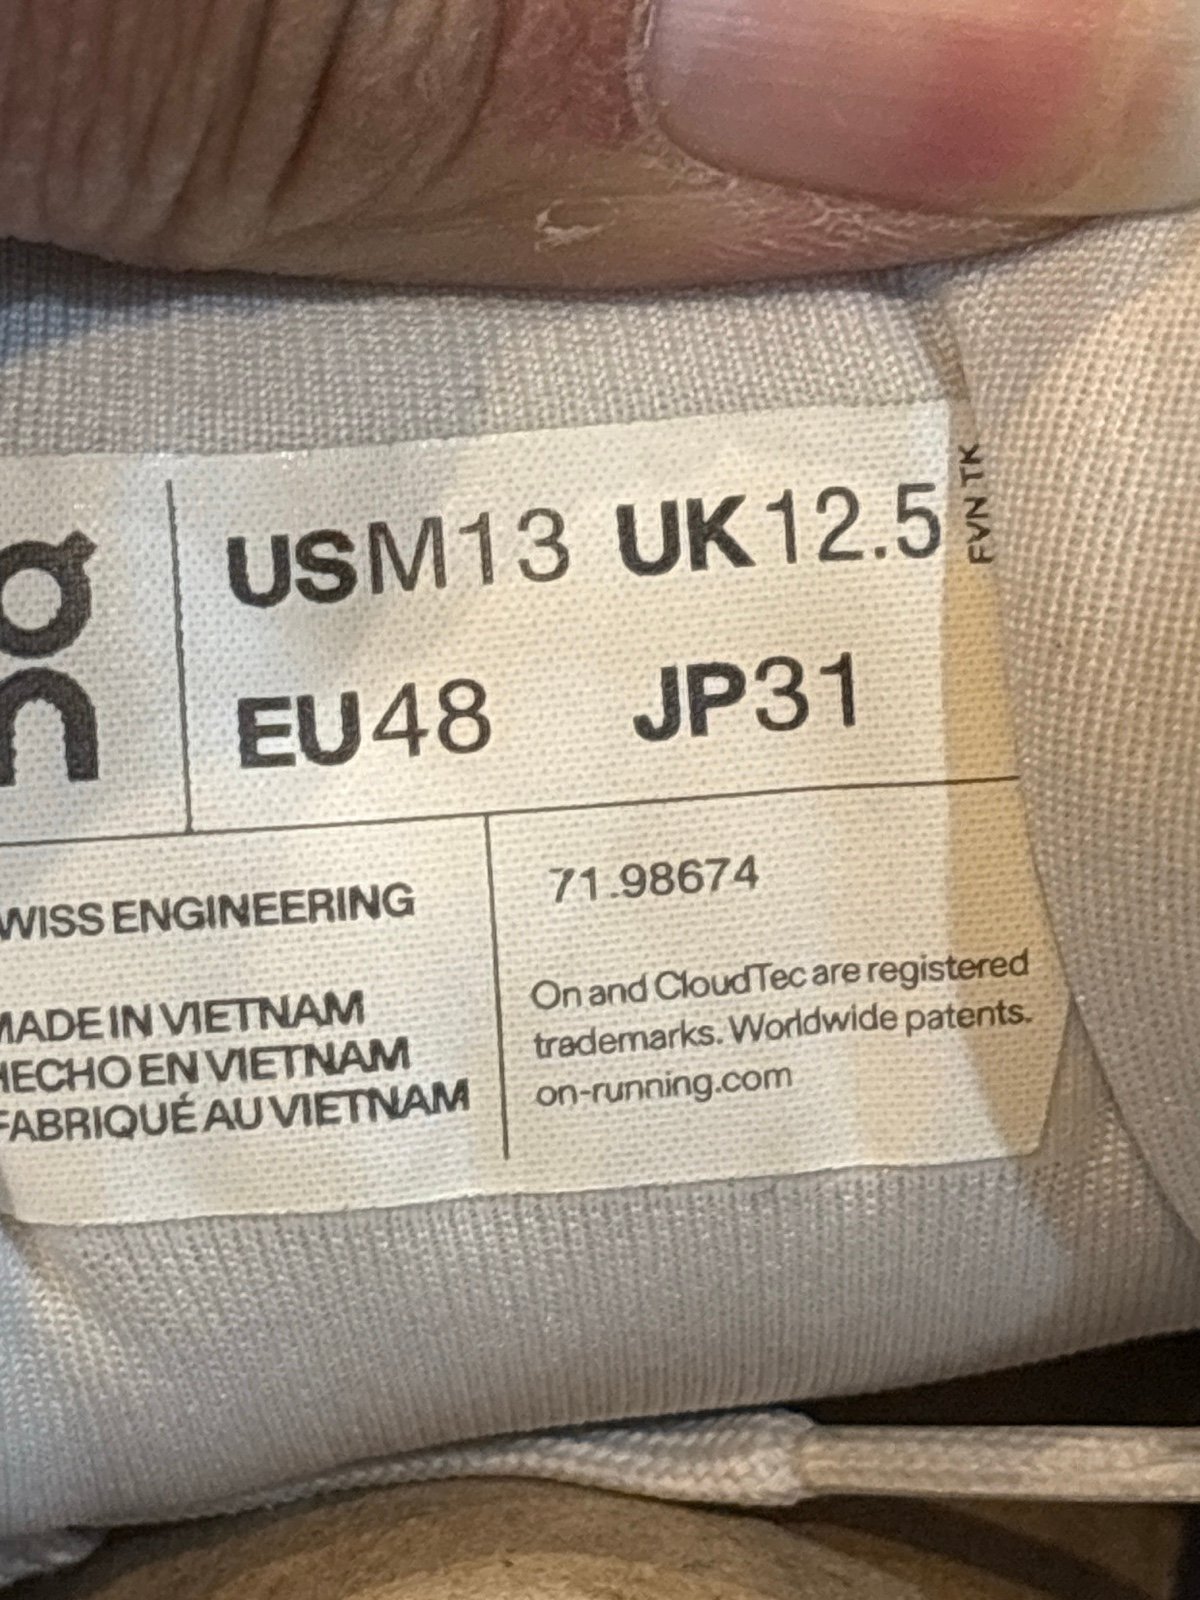 On
USM13 UK12.5
EU48 JP31
FVN TK
WISS ENGINEERING
MADE IN VIETNAM
HECHO EN VIETNAM
FABRIQUÉ AU VIETNAM
71.98674
On and CloudTec are registered
trademarks. Worldwide patents.
on-running.com